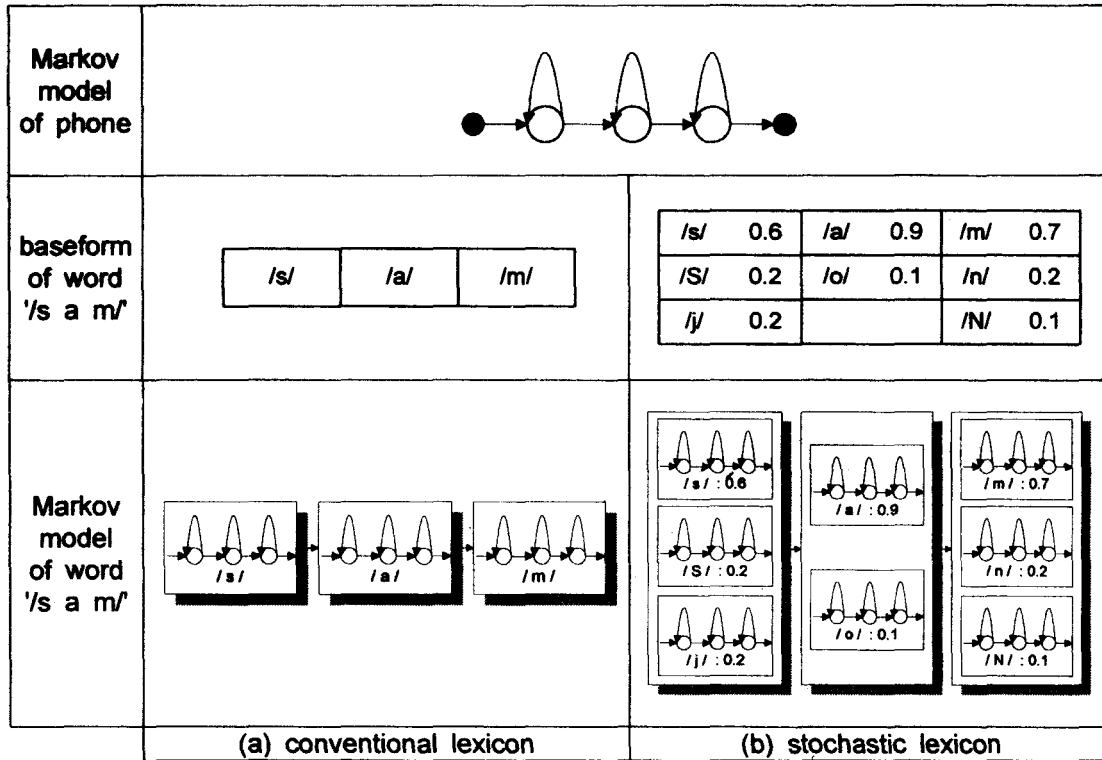 Markov
model
of phone
baseform
of word
'/s a m/'
/s/ /a/ /m/
/s/ 0.6 /a/ 0.9 /m/ 0.7
/S/ 0.2 /o/ 0.1 /n/ 0.2
/j/ 0.2 /N/ 0.1
Markov
model
of word
'/s a m/'
/s/ /a/ /m/
/s/ : 0.6
/S/ : 0.2
/j/ : 0.2
/a/ : 0.9
/o/ : 0.1
/m/ : 0.7
/n/ : 0.2
/N/ : 0.1
(a) conventional lexicon
(b) stochastic lexicon